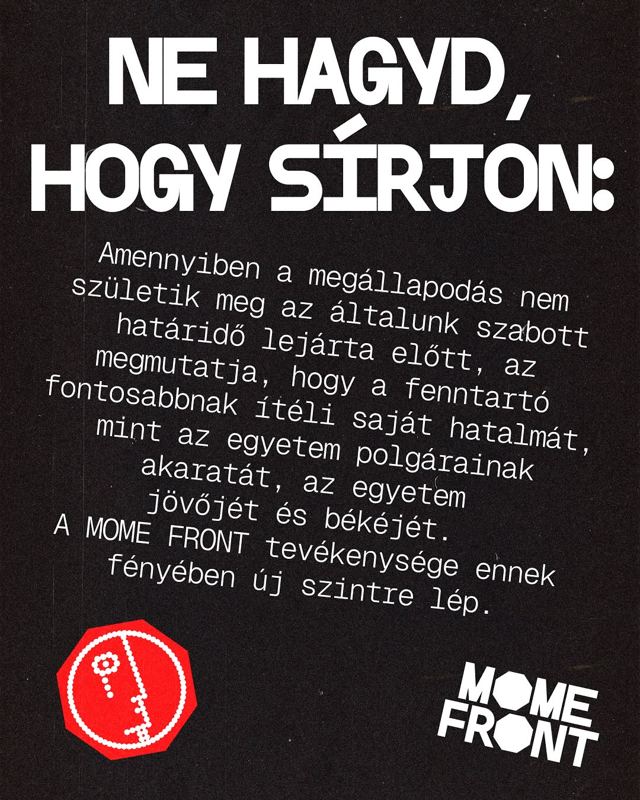 NE HAGYD,
HOGY SÍRJON:
Amennyiben a megállapodás nem
születik meg az általunk szabott
határidő lejárta előtt, az
megmutatja, hogy a fenntartó
fontosabbnak ítéli saját hatalmát,
mint az egyetem polgárainak
akaratát, az egyetem
jövőjét és békéjét.
A MOME FRONT tevékenysége ennek
fényében új szintre lép.
MOME
FRONT